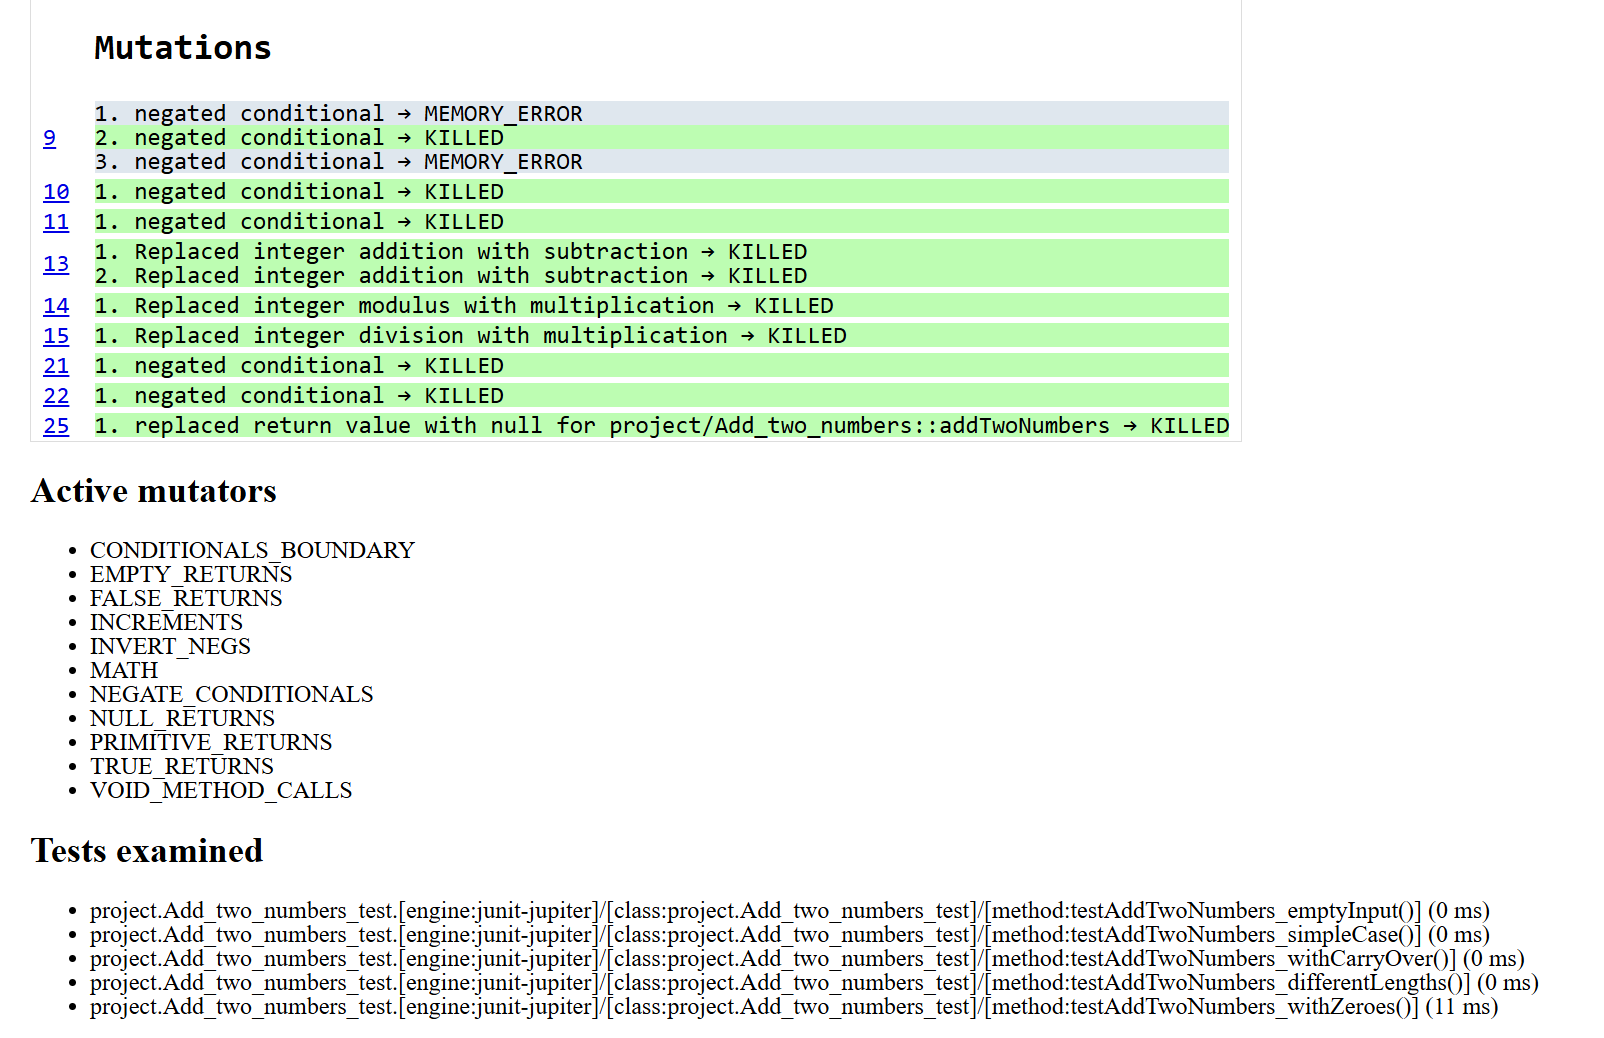 Mutations
1. negated conditional → MEMORY_ERROR
9 2. negated conditional → KILLED
3. negated conditional → MEMORY_ERROR
10 1. negated conditional → KILLED
11 1. negated conditional → KILLED
1. Replaced integer addition with subtraction → KILLED
13
2. Replaced integer addition with subtraction → KILLED
14 1. Replaced integer modulus with multiplication → KILLED
15 1. Replaced integer division with multiplication → KILLED
21 1. negated conditional → KILLED
22 1. negated conditional → KILLED
25 1. replaced return value with null for project/Add_two_numbers::addTwoNumbers → KILLED
Active mutators
• CONDITIONALS_BOUNDARY
• EMPTY_RETURNS
• FALSE_RETURNS
• INCREMENTS
• INVERT_NEGS
• MATH
• NEGATE_CONDITIONALS
• NULL_RETURNS
• PRIMITIVE_RETURNS
• TRUE_RETURNS
• VOID_METHOD_CALLS
Tests examined
• project.Add_two_numbers_test.[engine:junit-jupiter]/[class:project.Add_two_numbers_test]/[method:testAddTwoNumbers_emptyInput()] (0 ms)
• project.Add_two_numbers_test.[engine:junit-jupiter]/[class:project.Add_two_numbers_test]/[method:testAddTwoNumbers_simpleCase()] (0 ms)
• project.Add_two_numbers_test.[engine:junit-jupiter]/[class:project.Add_two_numbers_test]/[method:testAddTwoNumbers_withCarryOver()] (0 ms)
• project.Add_two_numbers_test.[engine:junit-jupiter]/[class:project.Add_two_numbers_test]/[method:testAddTwoNumbers_differentLengths()] (0 ms)
• project.Add_two_numbers_test.[engine:junit-jupiter]/[class:project.Add_two_numbers_test]/[method:testAddTwoNumbers_withZeroes()] (11 ms)